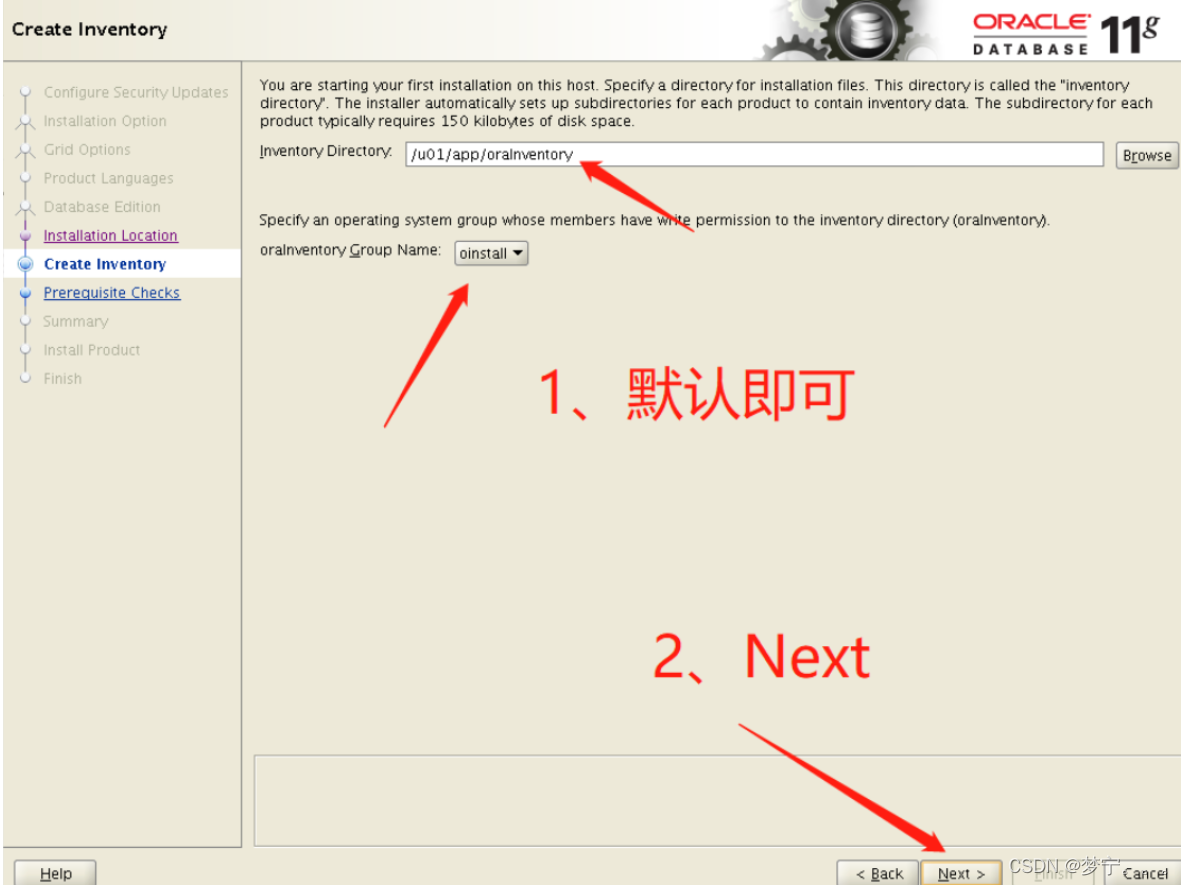 Create Inventory
ORACLE
DATABASE 11g
Configure Security Updates
Installation Option
Grid Options
Product Languages
Database Edition
Installation Location
Create Inventory
Prerequisite Checks
Summary
Install Product
Finish
You are starting your first installation on this host. Specify a directory for installation files. This directory is called the "inventory
directory". The installer automatically sets up subdirectories for each product to contain inventory data. The subdirectory for each
product typically requires 150 kilobytes of disk space.
Inventory Directory: /u01/app/oraInventory Browse
Specify an operating system group whose members have write permission to the inventory directory (oraInventory).
oraInventory Group Name: oinstall
1、默认即可
2、Next
Help < Back Next > Finish Cancel
CSDN @梦宁